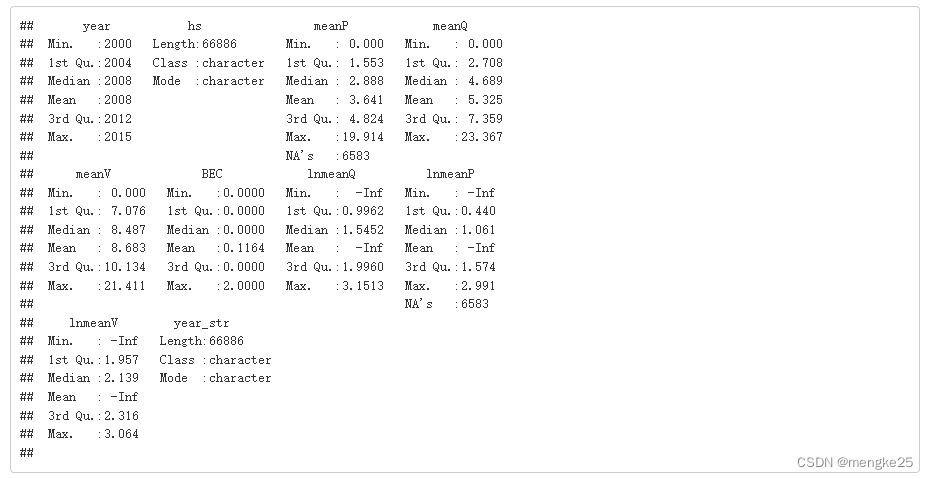 ##       year           hs                meanP            meanQ
##  Min.   :2000   Length:66886       Min.   : 0.000   Min.   : 0.000
##  1st Qu.:2004   Class :character   1st Qu.: 1.553   1st Qu.: 2.708
##  Median :2008   Mode  :character   Median : 2.888   Median : 4.689
##  Mean   :2008                      Mean   : 3.641   Mean   : 5.325
##  3rd Qu.:2012                      3rd Qu.: 4.824   3rd Qu.: 7.359
##  Max.   :2015                      Max.   :19.914   Max.   :23.367
##                                    NA's   :6583
##      meanV             BEC            lnmeanQ          lnmeanP
##  Min.   : 0.000   Min.   :0.0000   Min.   :  -Inf   Min.   : -Inf
##  1st Qu.: 7.076   1st Qu.:0.0000   1st Qu.:0.9962   1st Qu.:0.440
##  Median : 8.487   Median :0.0000   Median :1.5452   Median :1.061
##  Mean   : 8.683   Mean   :0.1164   Mean   :  -Inf   Mean   : -Inf
##  3rd Qu.:10.134   3rd Qu.:0.0000   3rd Qu.:1.9960   3rd Qu.:1.574
##  Max.   :21.411   Max.   :2.0000   Max.   :3.1513   Max.   :2.991
##                                                     NA's   :6583
##     lnmeanV        year_str
##  Min.   : -Inf   Length:66886
##  1st Qu.:1.957   Class :character
##  Median :2.139   Mode  :character
##  Mean   : -Inf
##  3rd Qu.:2.316
##  Max.   :3.064
##
CSDN @mengke25